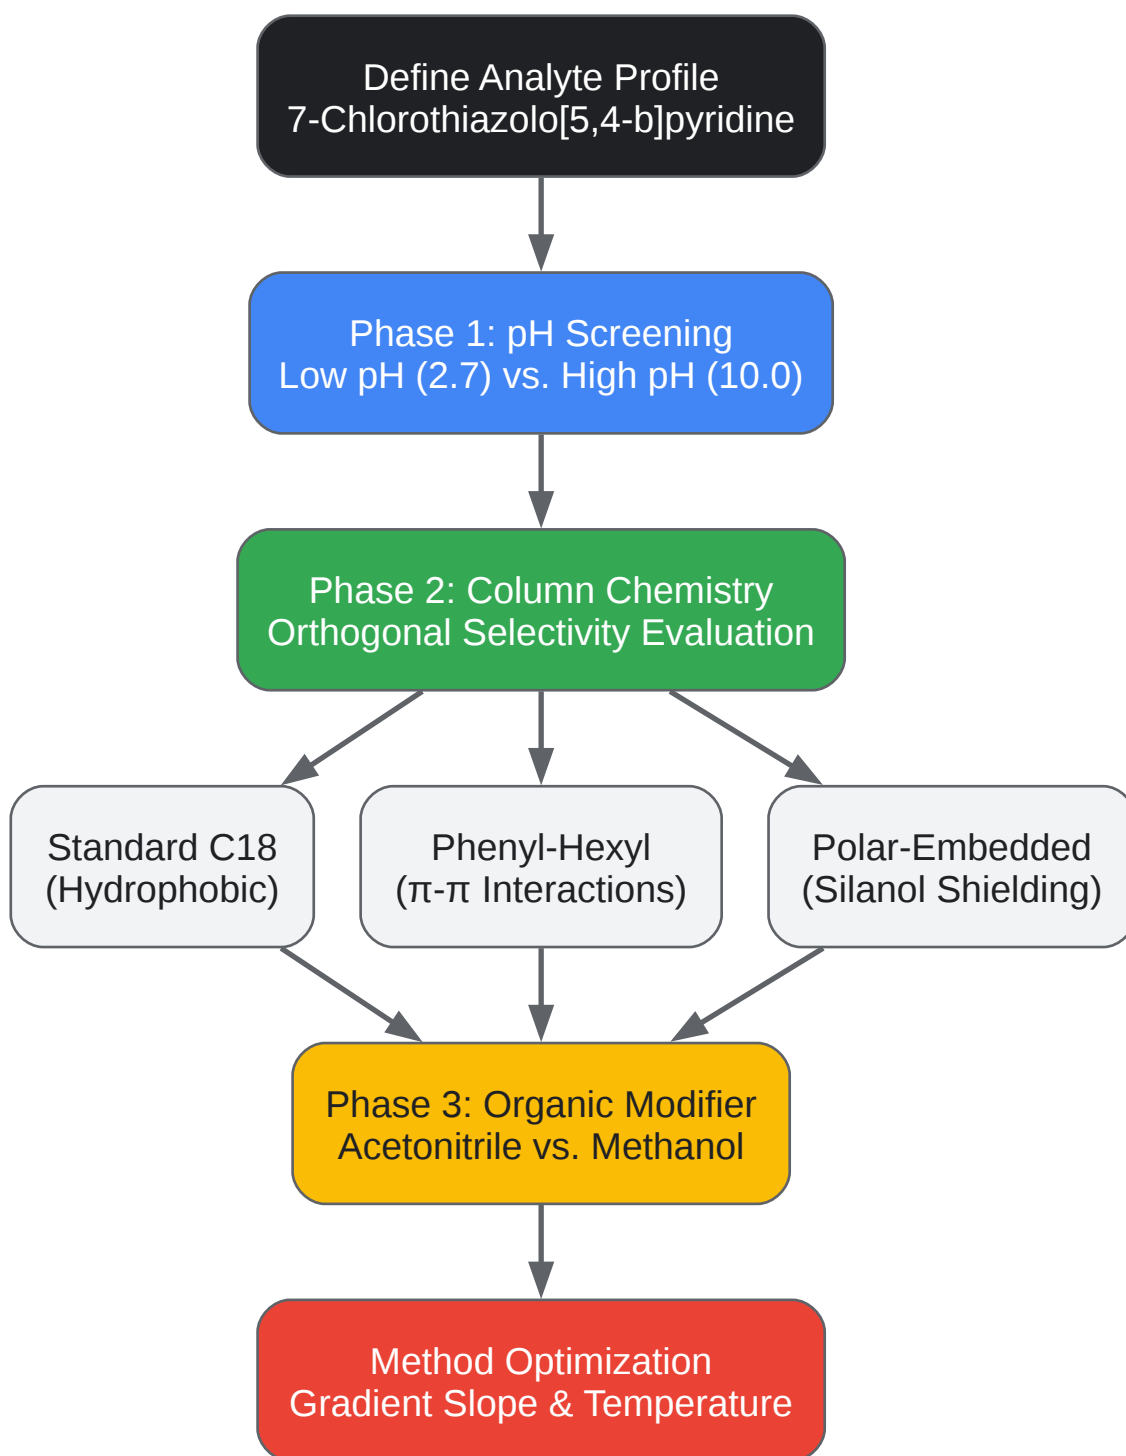 Define Analyte Profile
7-Chlorothiazolo[5,4-b]pyridine
Phase 1: pH Screening
Low pH (2.7) vs. High pH (10.0)
Phase 2: Column Chemistry
Orthogonal Selectivity Evaluation
Standard C18
(Hydrophobic)
Phenyl-Hexyl
(π-π Interactions)
Polar-Embedded
(Silanol Shielding)
Phase 3: Organic Modifier
Acetonitrile vs. Methanol
Method Optimization
Gradient Slope & Temperature